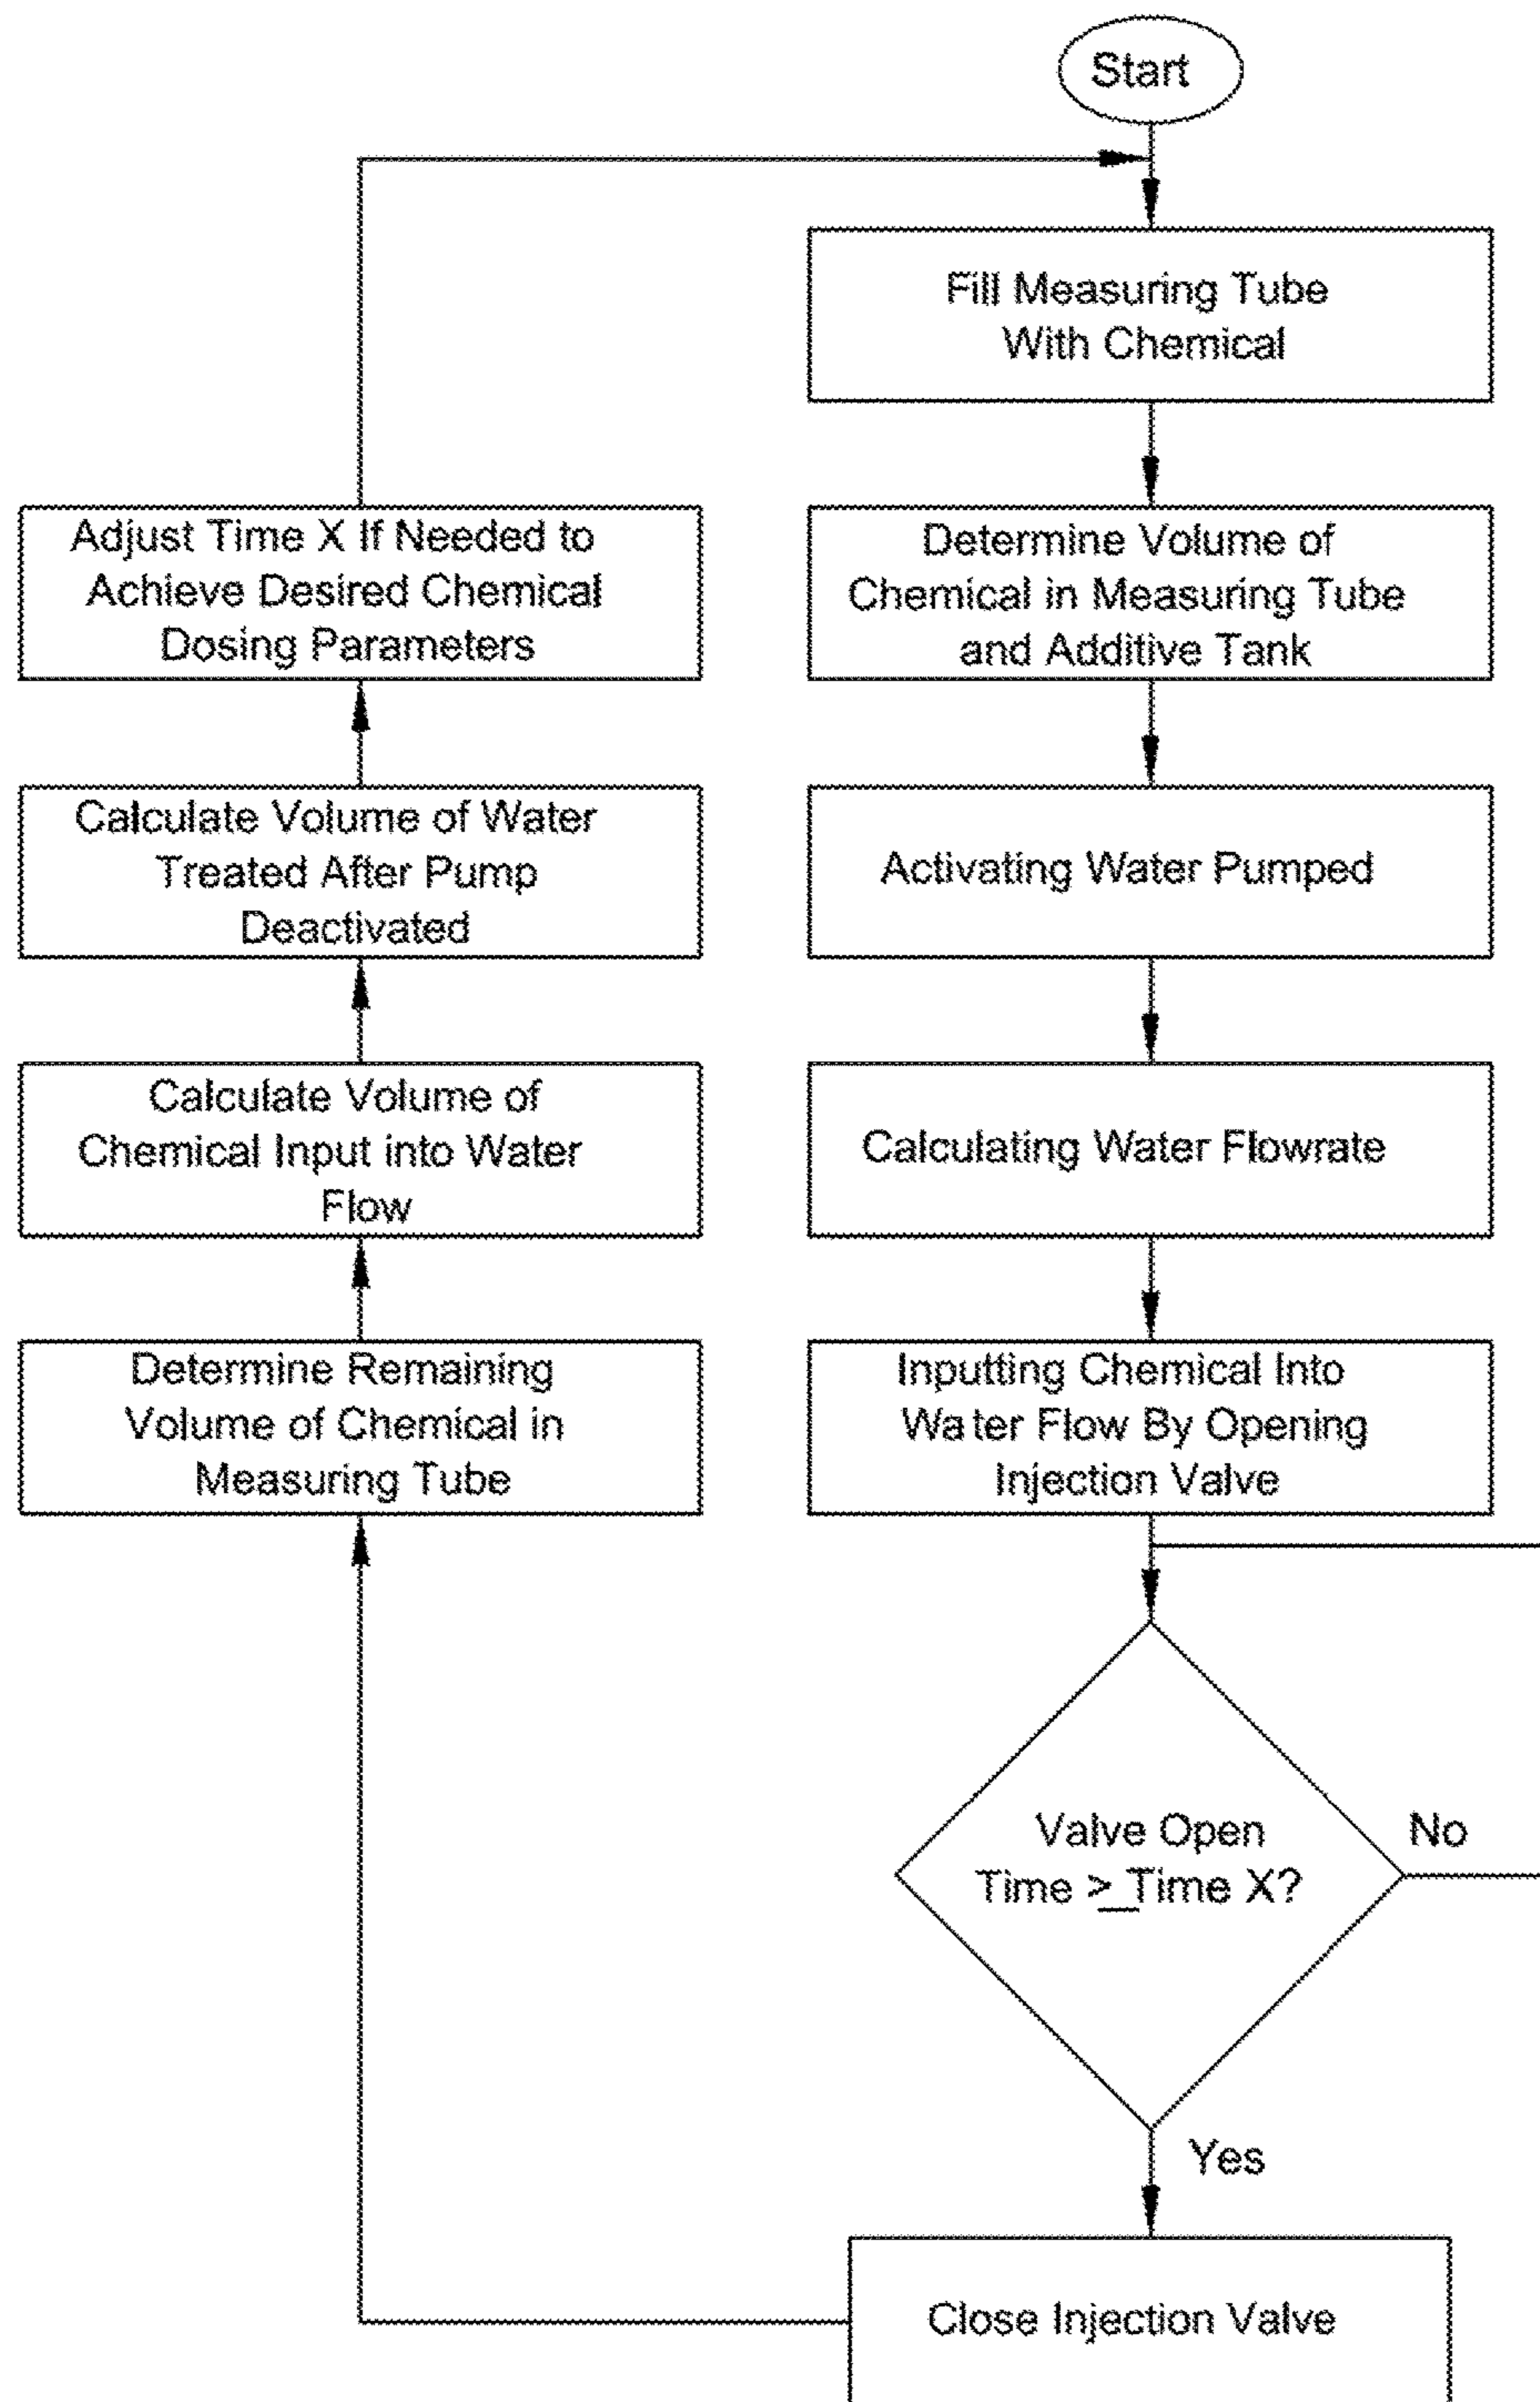 Start
Fill Measuring Tube
With Chemical
Determine Volume of
Chemical in Measuring Tube
and Additive Tank
Activating Water Pumped
Calculating Water Flowrate
Inputting Chemical Into
Water Flow By Opening
Injection Valve
Valve Open
Time ≥ Time X?
No
Yes
Close Injection Valve
Determine Remaining
Volume of Chemical in
Measuring Tube
Calculate Volume of
Chemical Input into Water
Flow
Calculate Volume of Water
Treated After Pump
Deactivated
Adjust Time X If Needed to
Achieve Desired Chemical
Dosing Parameters